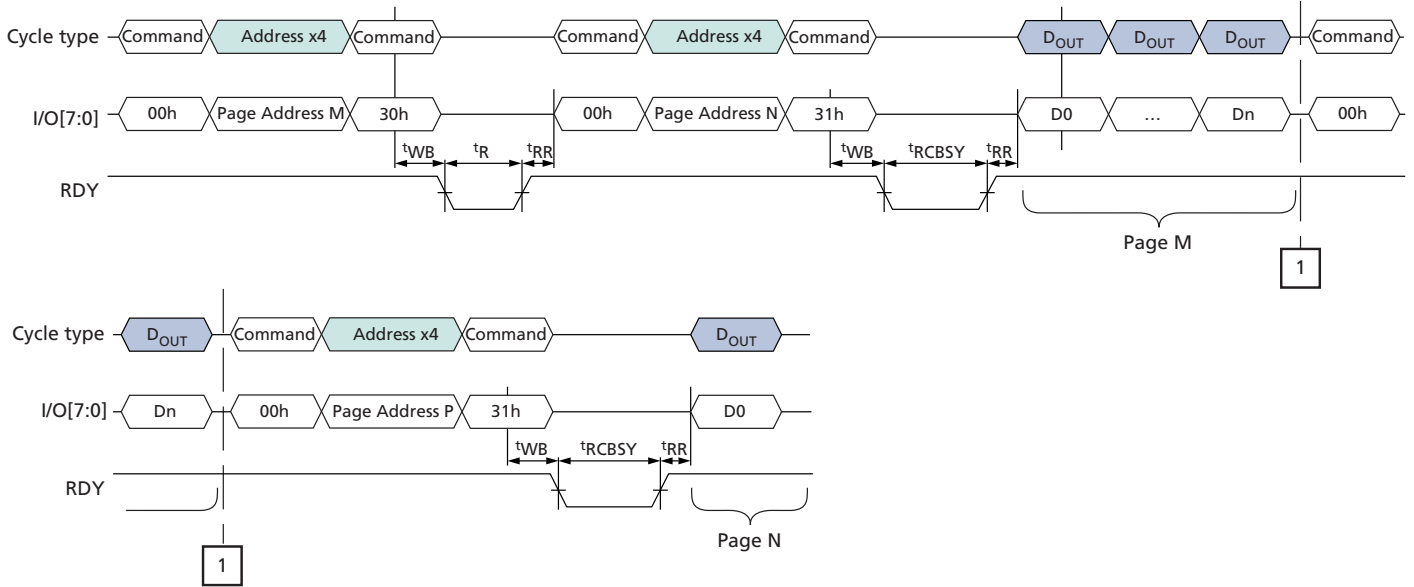 Cycle type Command Address x4 Command Command Address x4 Command DOUT DOUT DOUT Command
I/O[7:0] 00h Page Address M 30h 00h Page Address N 31h D0 … Dn 00h
tWB tR tRR tWB tRCBSY tRR
RDY
Page M
1
Cycle type DOUT Command Address x4 Command DOUT
I/O[7:0] Dn 00h Page Address P 31h D0
tWB tRCBSY tRR
RDY
Page N
1